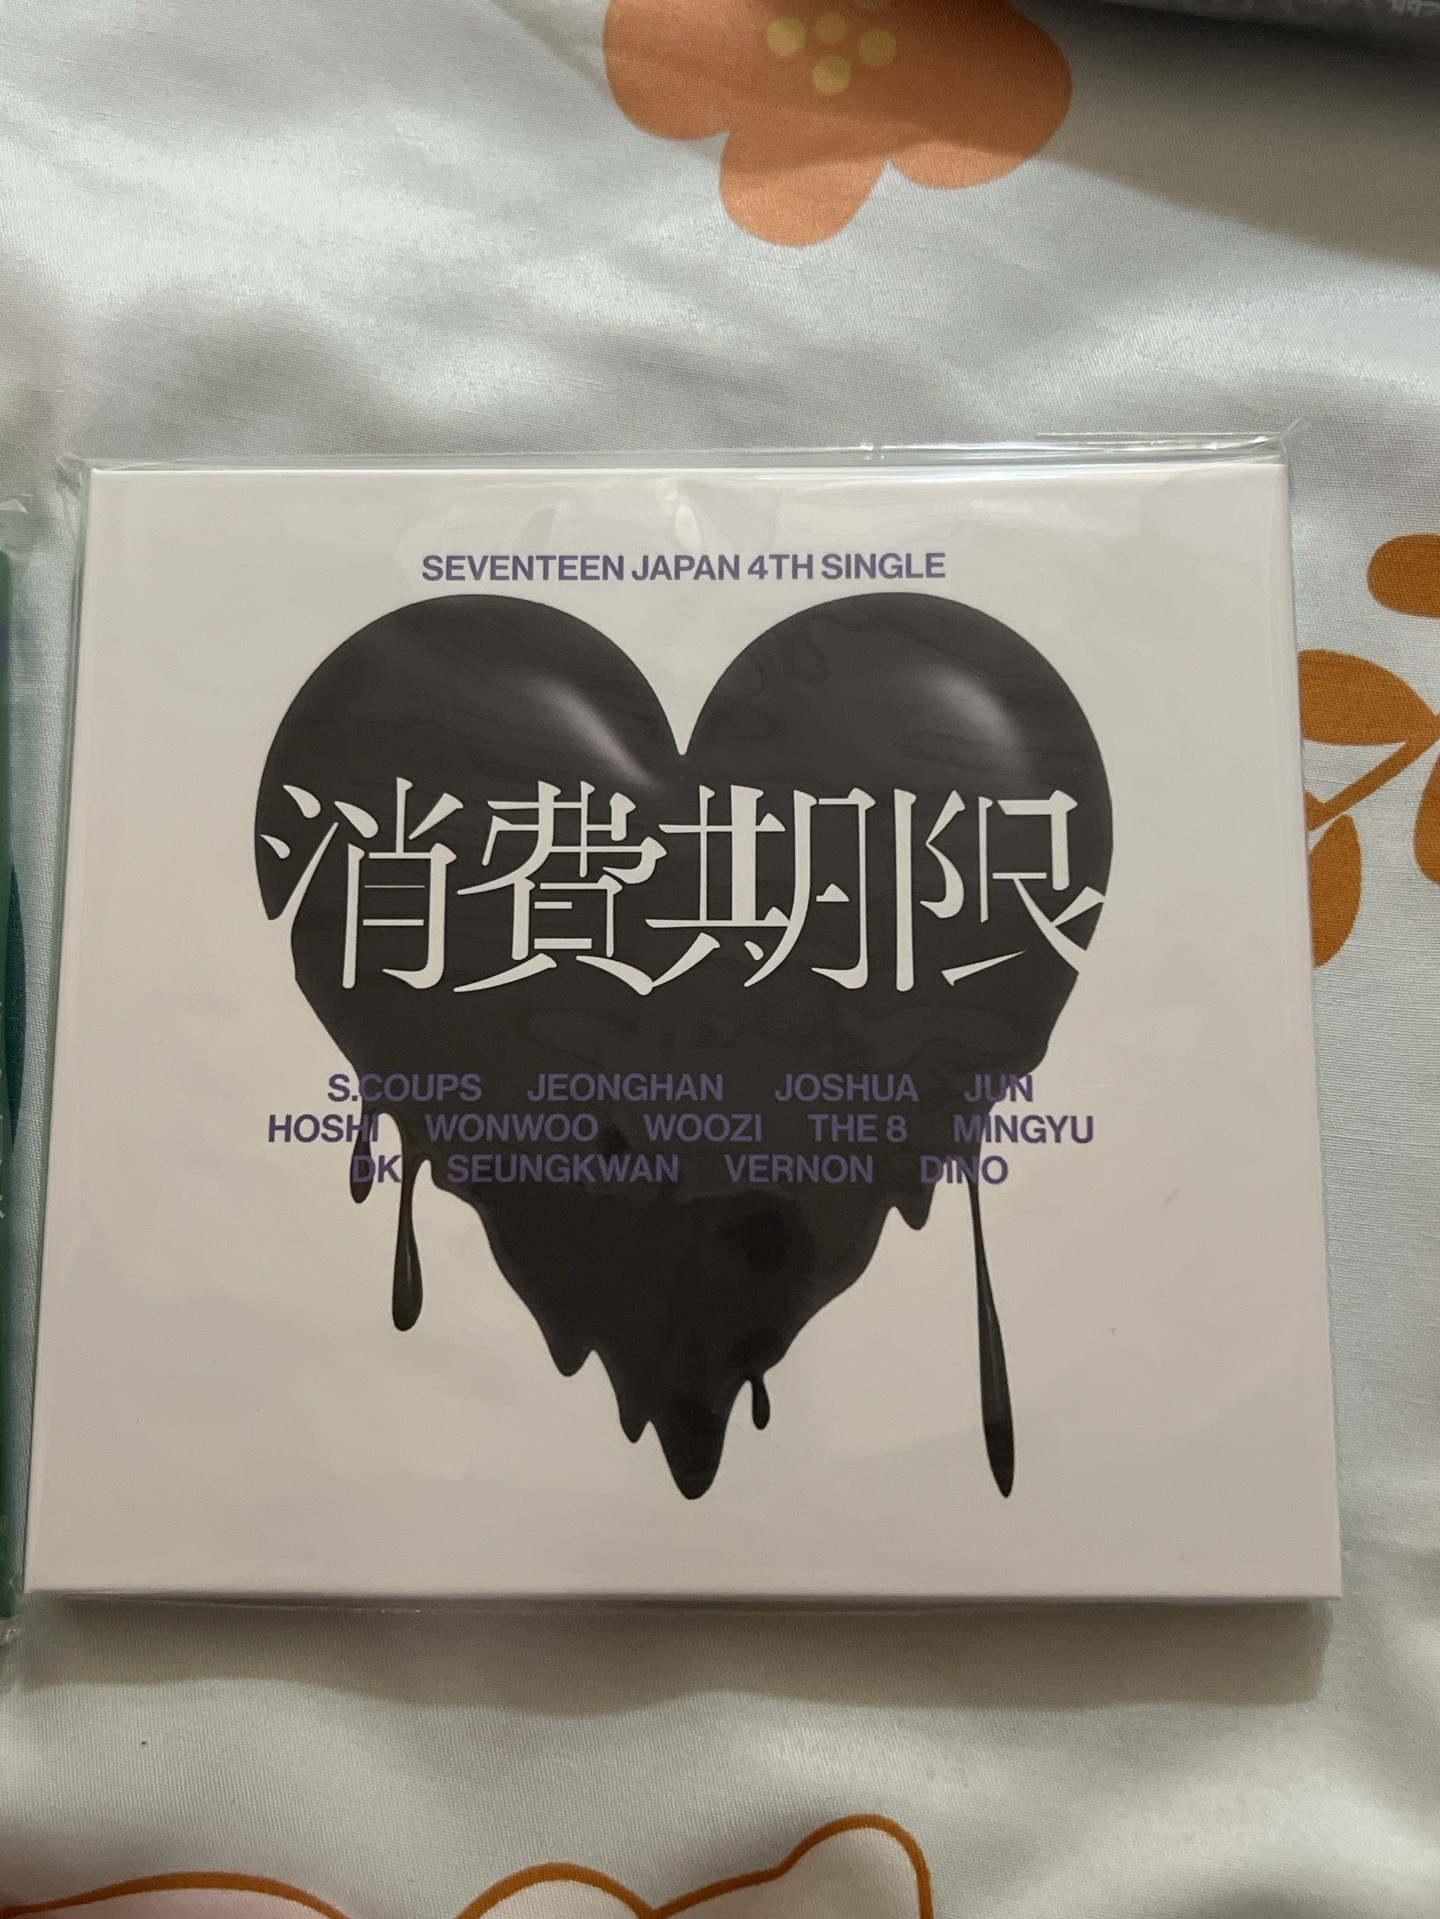 SEVENTEEN JAPAN 4TH SINGLE
消費期限
S.COUPS JEONGHAN JOSHUA JUN
HOSHI WONWOO WOOZI THE 8 MINGYU
DK SEUNGKWAN VERNON DINO